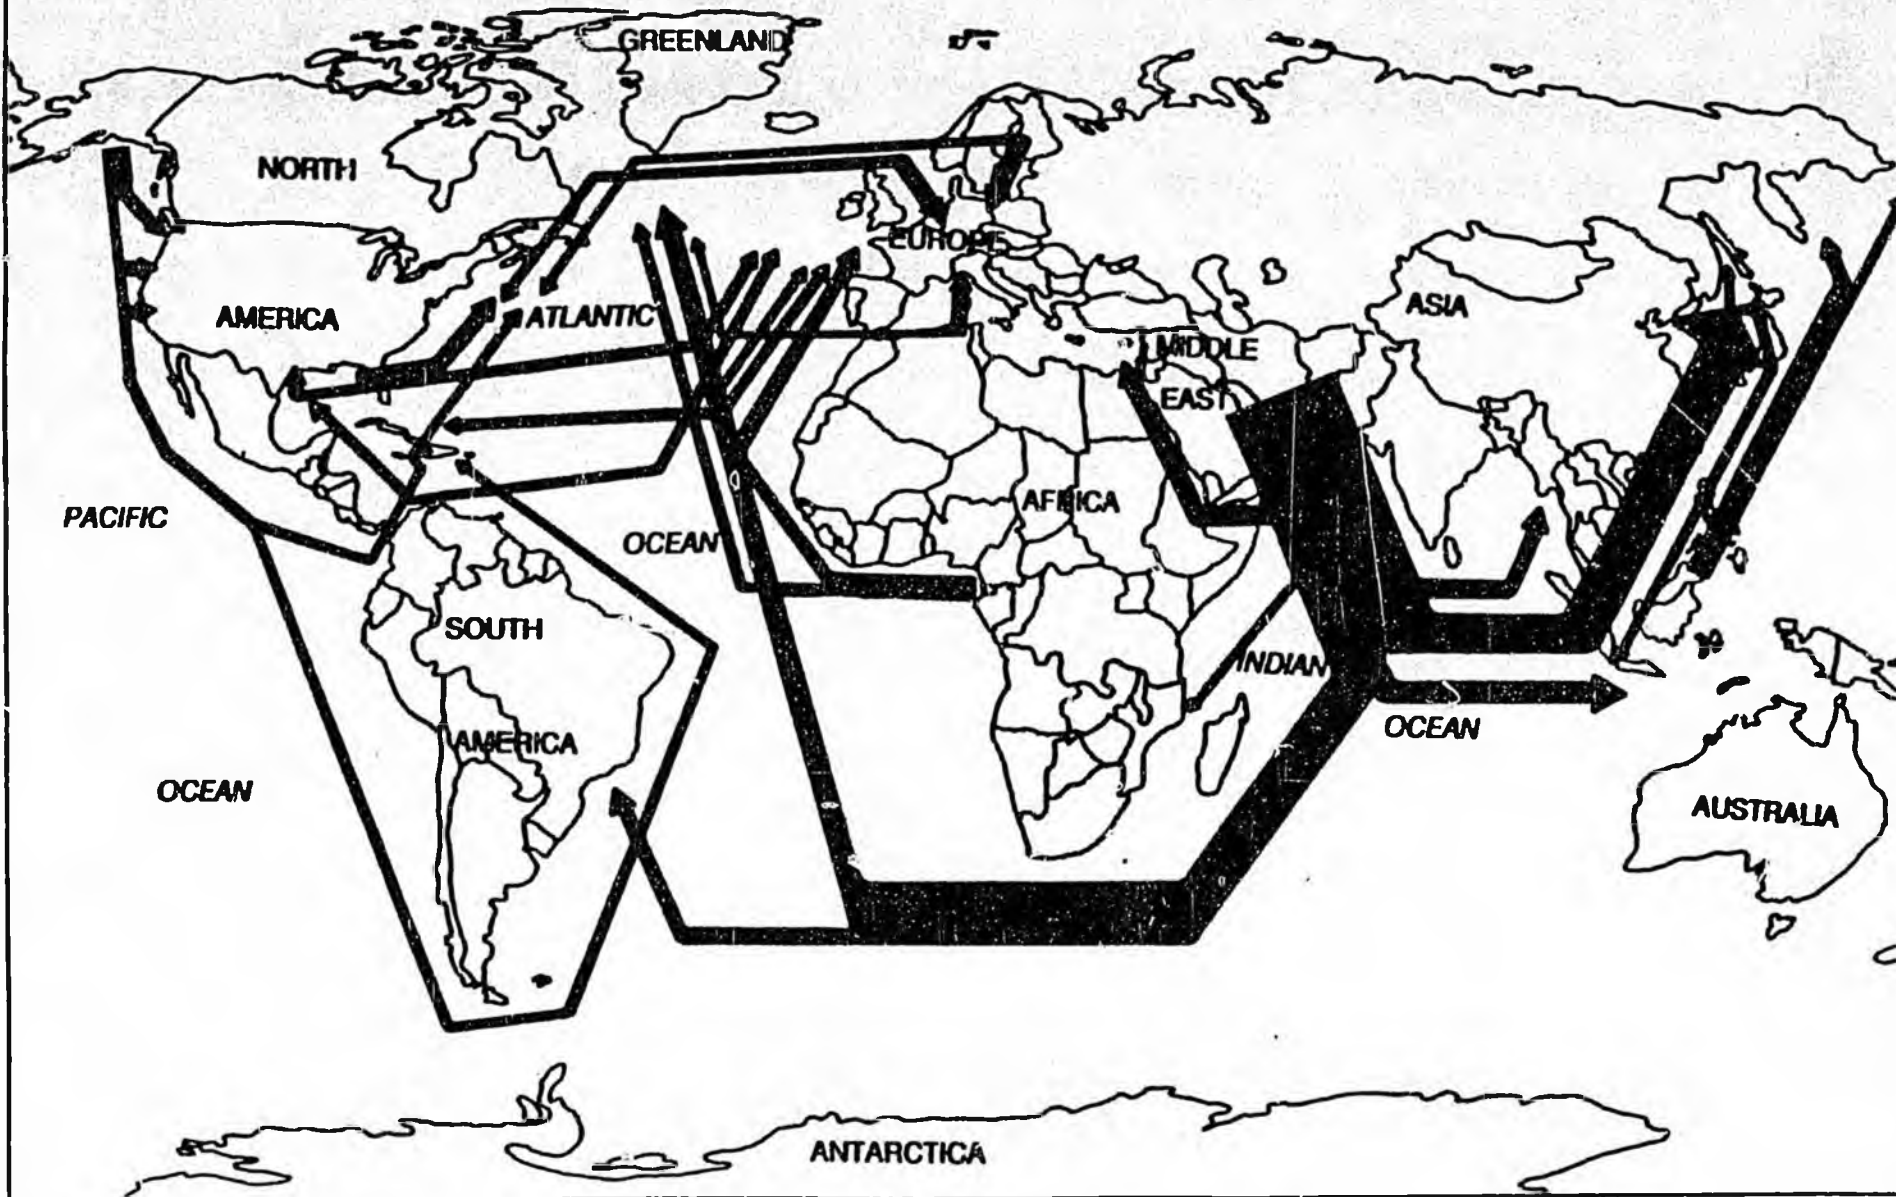 GREENLAND
NORTH
AMERICA
ATLANTIC
EUROPE
ASIA
MIDDLE
EAST
PACIFIC
OCEAN
AFRICA
SOUTH
AMERICA
INDIAN
OCEAN
OCEAN
AUSTRALIA
ANTARCTICA